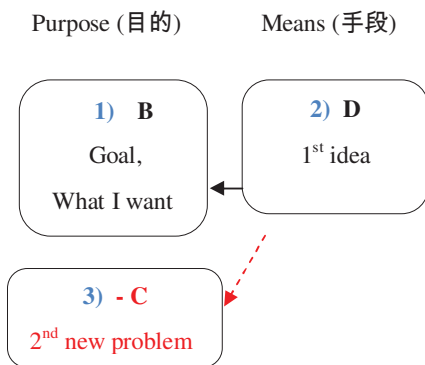 Purpose (目的) Means (手段)
1) B
Goal,
What I want
2) D
1st idea
3) - C
2nd new problem